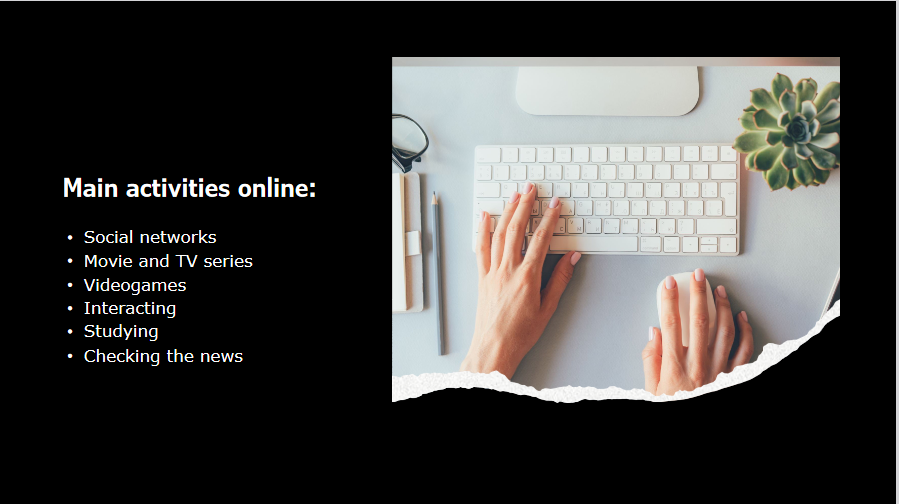 Main activities online:
• Social networks
• Movie and TV series
• Videogames
• Interacting
• Studying
• Checking the news